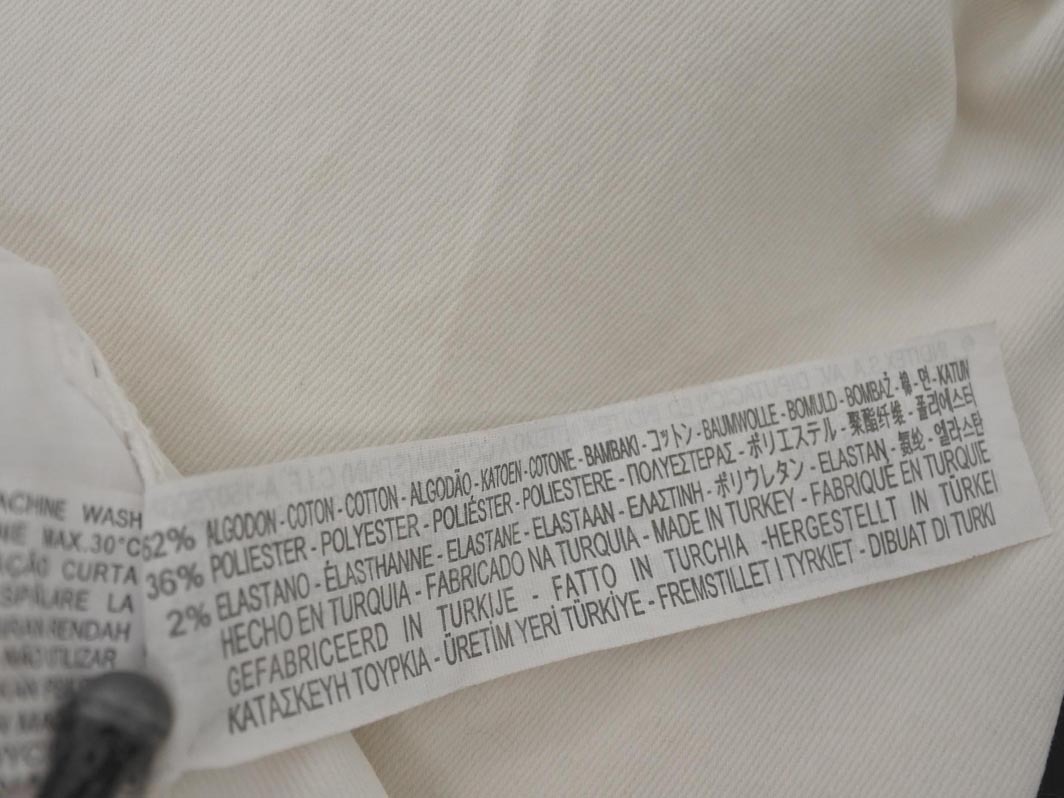 MACHINE WASH
MAX.30°C
CURTA
LA
RENDAH
UTILIZAR
62% ALGODON - COTON - COTTON - ALGODÃO - KATOEN - COTONE - BAMBAKI - コットン - BAUMWOLLE - BOMULD - BOMBAŻ - 棉 - 면 - KATUN
36% POLIESTER - POLYESTER - POLIÉSTER - POLIESTERE - ΠΟΛΥΕΣΤΕΡΑΣ - ポリエステル - 聚酯纤维 - 폴리에스터
2% ELASTANO - ÉLASTHANNE - ELASTANE - ELASTAAN - ΕΛΑΣΤΙΝΗ - ポリウレタン - ELASTAN - 氨纶 - 엘라스탄
HECHO EN TURQUIA - FABRICADO NA TURQUIA - MADE IN TURKEY - FABRIQUÉ EN TURQUIE
GEFABRICEERD IN TURKIJE - FATTO IN TURCHIA -HERGESTELLT IN TÜRKEI
ΚΑΤΑΣΚΕΥΗ ΤΟΥΡΚΙΑ - ÜRETİM YERİ TÜRKİYE - FREMSTILLET I TYRKIET - DIBUAT DI TURKI